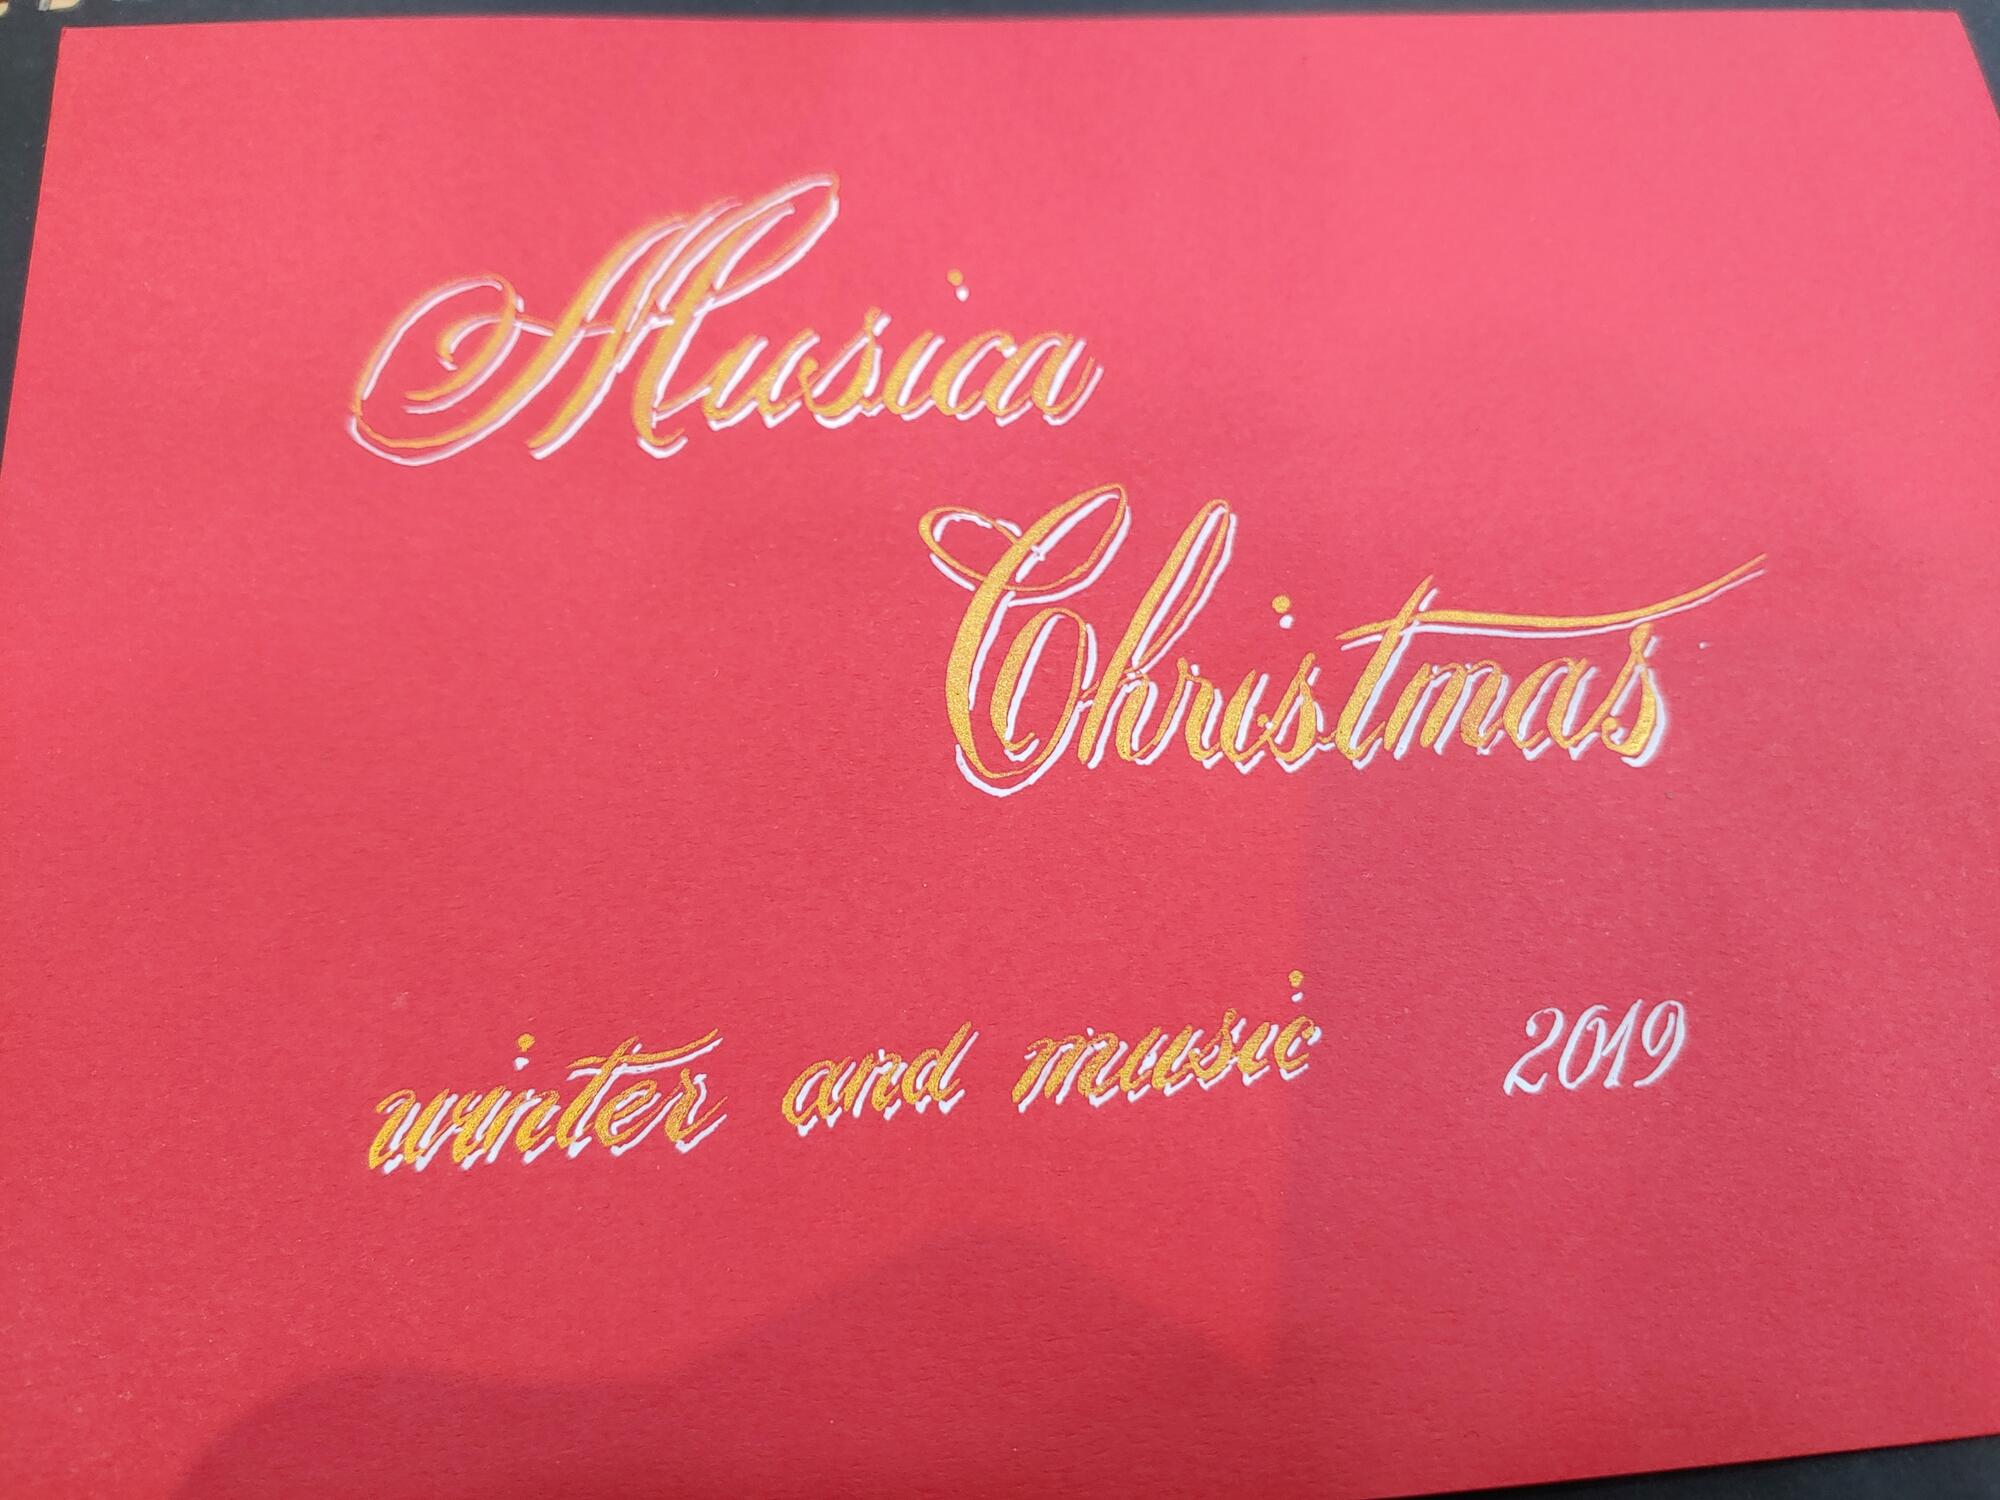 Musica
Christmas
winter and music 2019